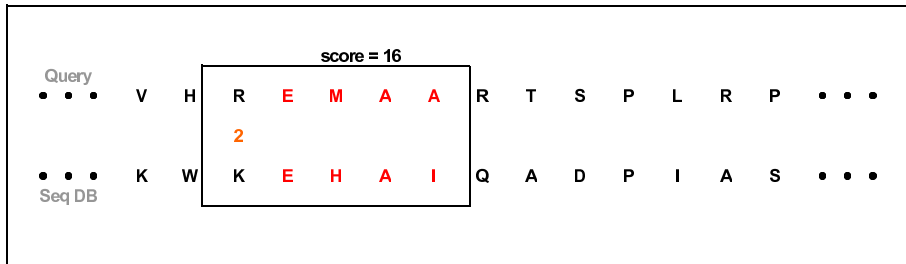 score = 16
Query
• • • V H R E M A A R T S P L R P • • •
2
• • • K W K E H A I Q A D P I A S • • •
Seq DB